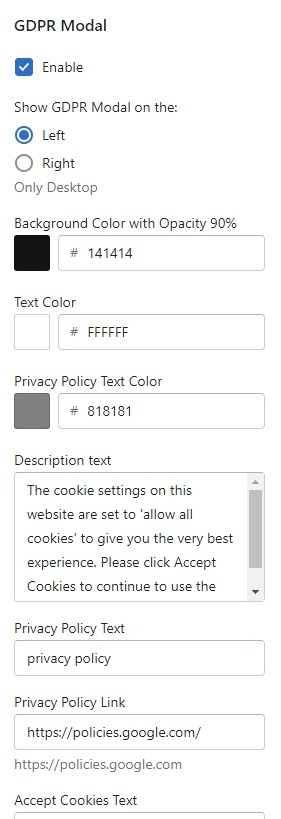 GDPR Modal
Enable
Show GDPR Modal on the:
Left
Right
Only Desktop
Background Color with Opacity 90%
# 141414
Text Color
# FFFFFF
Privacy Policy Text Color
# 818181
Description text
The cookie settings on this
website are set to 'allow all
cookies' to give you the very best
experience. Please click Accept
Cookies to continue to use the
Privacy Policy Text
privacy policy
Privacy Policy Link
https://policies.google.com/
https://policies.google.com
Accept Cookies Text